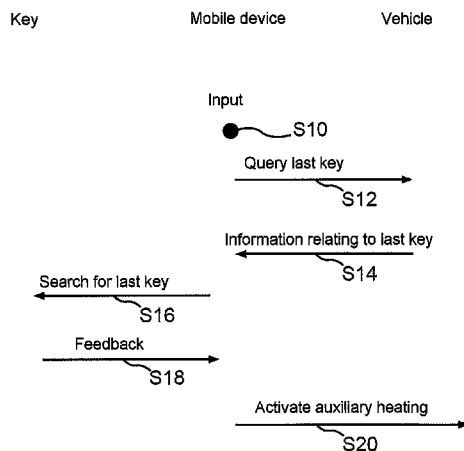 Key Mobile device Vehicle
Input
S10
Query last key
S12
Information relating to last key
S14
Search for last key
S16
Feedback
S18
Activate auxiliary heating
S20